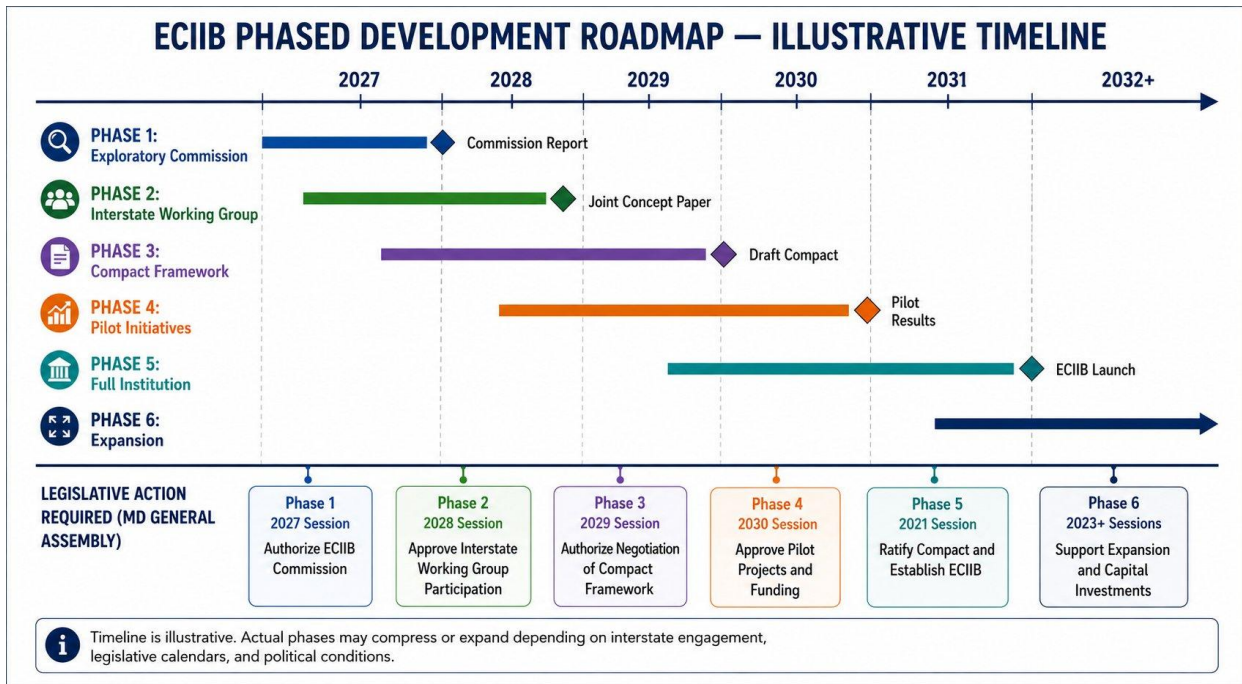 ECIIB PHASED DEVELOPMENT ROADMAP — ILLUSTRATIVE TIMELINE
2027
2028
2029
2030
2031
2032+
PHASE 1:
Exploratory Commission
Commission Report
PHASE 2:
Interstate Working Group
Joint Concept Paper
PHASE 3:
Compact Framework
Draft Compact
PHASE 4:
Pilot Initiatives
Pilot
Results
PHASE 5:
Full Institution
ECIIB Launch
PHASE 6:
Expansion
LEGISLATIVE ACTION
REQUIRED (MD GENERAL
ASSEMBLY)
Phase 1
2027 Session
Authorize ECIIB
Commission
Phase 2
2028 Session
Approve Interstate
Working Group
Participation
Phase 3
2029 Session
Authorize Negotiation
of Compact
Framework
Phase 4
2030 Session
Approve Pilot
Projects and
Funding
Phase 5
2021 Session
Ratify Compact and
Establish ECIIB
Phase 6
2023+ Sessions
Support Expansion
and Capital
Investments
i
Timeline is illustrative. Actual phases may compress or expand depending on interstate engagement,
legislative calendars, and political conditions.